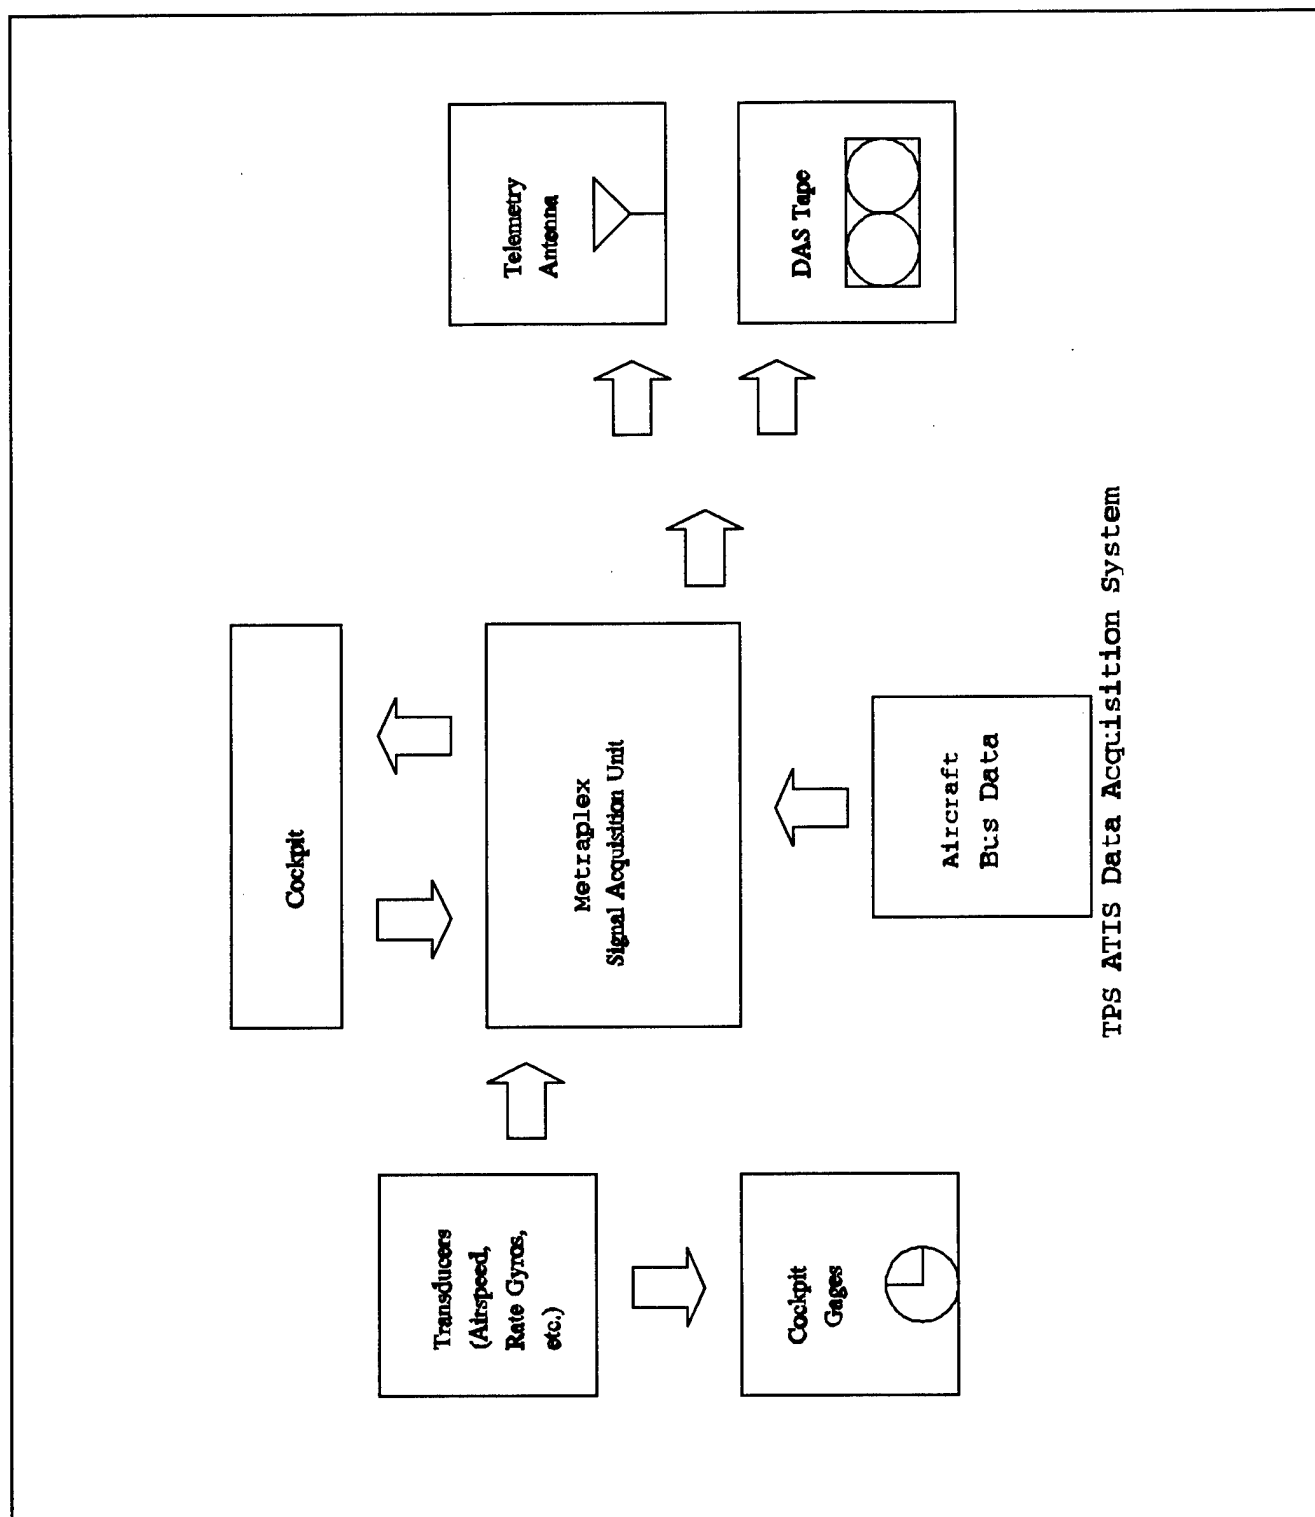 Cockpit
Transducers
(Airspeed,
Rate Gyros,
etc.)
Metraplex
Signal Acquisition Unit
Telemetry
Antenna
Cockpit
Gages
Aircraft
Bus Data
DAS Tape
TPS ATIS Data Acquisition System